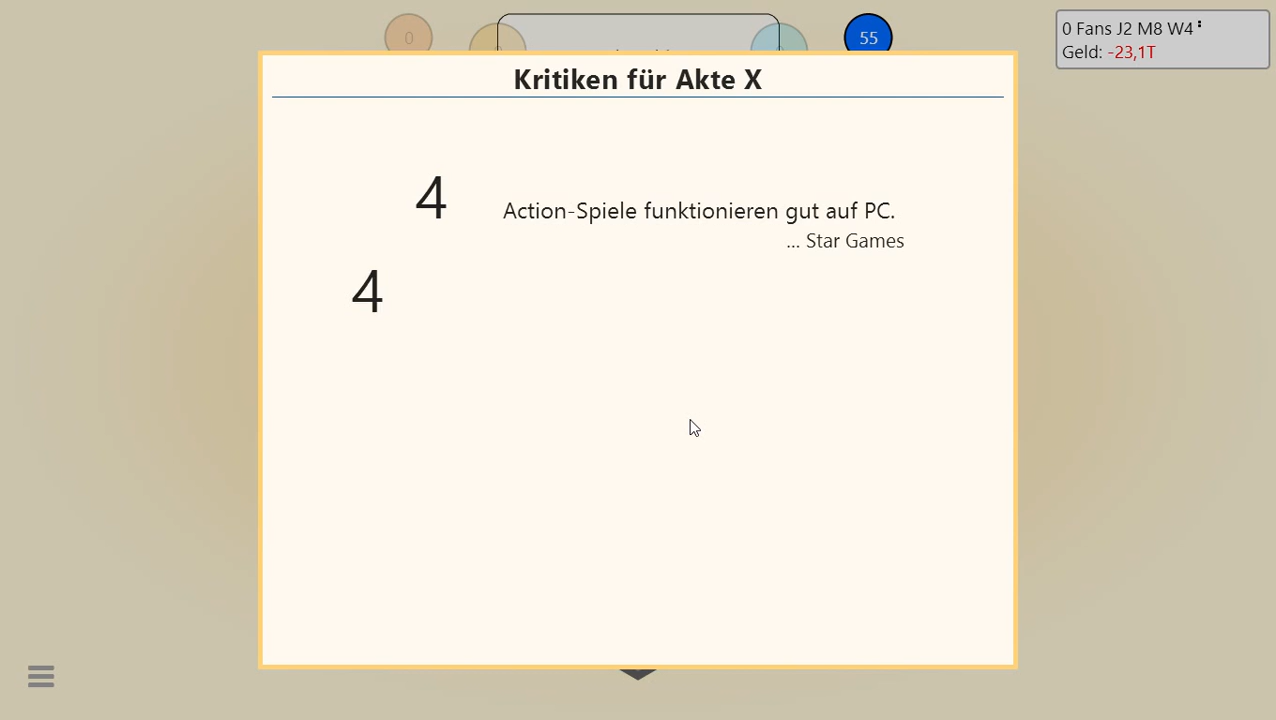 0
55
0 Fans J2 M8 W4
Geld: -23,1T
Kritiken für Akte X
4
Action-Spiele funktionieren gut auf PC.
... Star Games
4